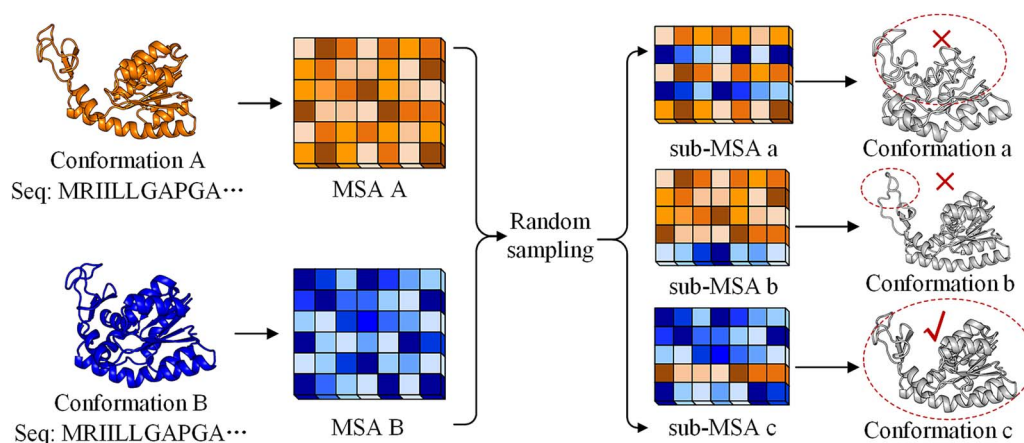 Conformation A
Seq: MRIILLGAPGA···
MSA A
Conformation B
Seq: MRIILLGAPGA···
MSA B
Random
sampling
sub-MSA a
Conformation a
sub-MSA b
Conformation b
sub-MSA c
Conformation c